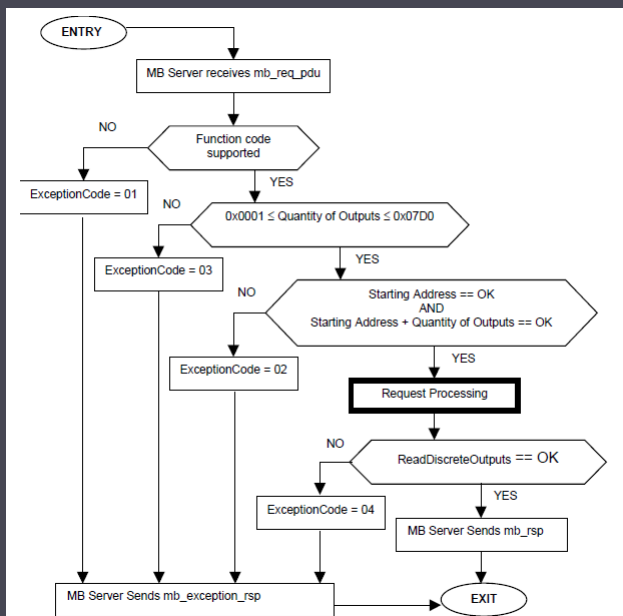 ENTRY
MB Server receives mb_req_pdu
NO
Function code
supported
YES
ExceptionCode = 01
NO
0x0001 ≤ Quantity of Outputs ≤ 0x07D0
YES
ExceptionCode = 03
NO
Starting Address == OK
AND
Starting Address + Quantity of Outputs == OK
YES
ExceptionCode = 02
Request Processing
NO
ReadDiscreteOutputs == OK
YES
ExceptionCode = 04
MB Server Sends mb_rsp
MB Server Sends mb_exception_rsp
EXIT